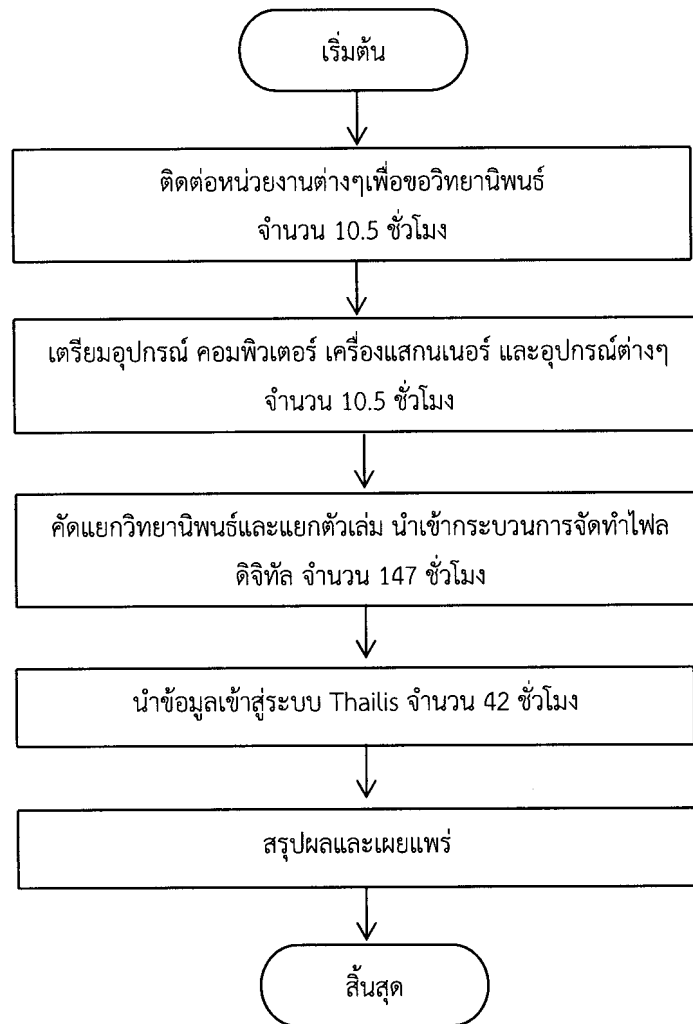 เริ่มต้น
ติดต่อหน่วยงานต่างๆเพื่อขอวิทยานิพนธ์
จำนวน 10.5 ชั่วโมง
เตรียมอุปกรณ์ คอมพิวเตอร์ เครื่องแสกนเนอร์ และอุปกรณ์ต่างๆ
จำนวน 10.5 ชั่วโมง
คัดแยกวิทยานิพนธ์และแยกตัวเล่ม นำเข้ากระบวนการจัดทำไฟล
ดิจิทัล จำนวน 147 ชั่วโมง
นำข้อมูลเข้าสู่ระบบ Thailis จำนวน 42 ชั่วโมง
สรุปผลและเผยแพร่
สิ้นสุด